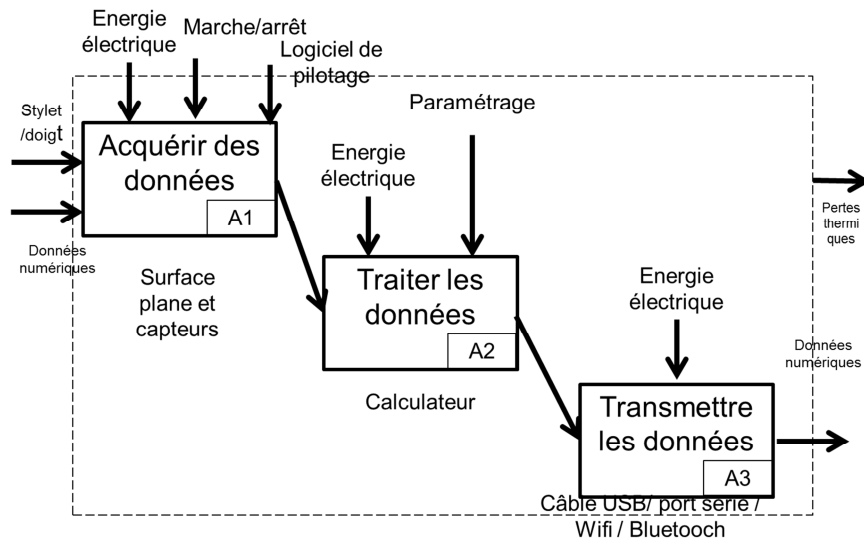 Energie
électrique
Marche/arrêt
Logiciel de
pilotage
Stylet
/doigt
Acquérir des
données
A1
Données
numériques
Surface
plane et
capteurs
Paramétrage
Energie
électrique
Traiter les
données
A2
Calculateur
Energie
électrique
Transmettre
les données
A3
Câble USB/ port série /
Wifi / Bluetooch
Pertes
thermi
ques
Données
numériques